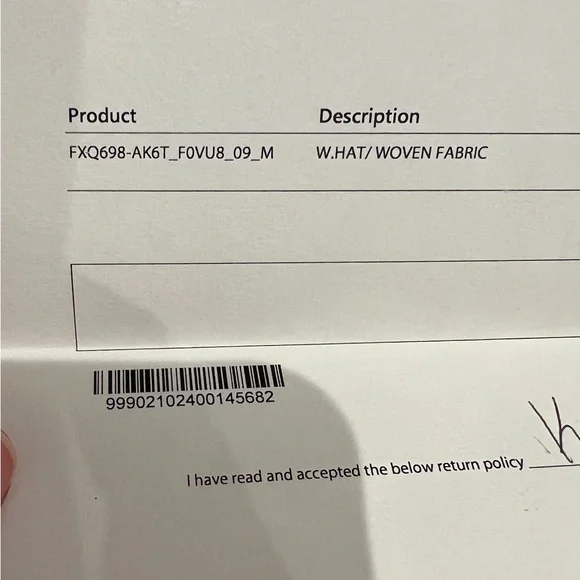 Product Description
FXQ698-AK6T_F0VU8_09_M W.HAT/ WOVEN FABRIC
99902102400145682
I have read and accepted the below return policy